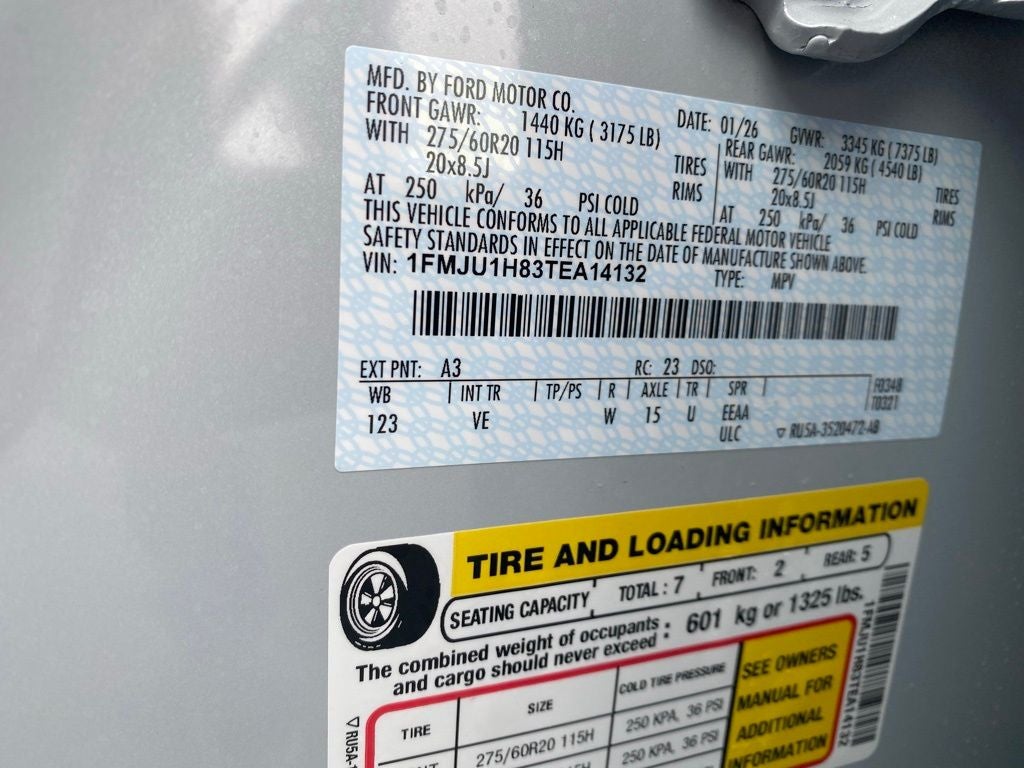 MFD. BY FORD MOTOR CO.
DATE: 01/26 GVWR: 3345 KG ( 7375 LB)
FRONT GAWR: 1440 KG ( 3175 LB)
REAR GAWR: 2059 KG ( 4540 LB)
WITH 275/60R20 115H TIRES
WITH 275/60R20 115H TIRES
20x8.5J RIMS
20x8.5J RIMS
AT 250 kPa/ 36 PSI COLD
AT 250 kPa/ 36 PSI COLD
THIS VEHICLE CONFORMS TO ALL APPLICABLE FEDERAL MOTOR VEHICLE
SAFETY STANDARDS IN EFFECT ON THE DATE OF MANUFACTURE SHOWN ABOVE.
VIN: 1FMJU1H83TEA14132
TYPE: MPV
EXT PNT: A3 RC: 23 DSO:
WB INT TR TP/PS R AXLE TR SPR
F0348
T0321
123 VE W 15 U EEAA
ULC
RU5A-3520472-AB
TIRE AND LOADING INFORMATION
SEATING CAPACITY TOTAL : 7 FRONT: 2 REAR: 5
The combined weight of occupants
and cargo should never exceed : 601 kg or 1325 lbs.
TIRE SIZE COLD TIRE PRESSURE
275/60R20 115H 250 KPA, 36 PSI
250 KPA, 36 PSI
SEE OWNERS
MANUAL FOR
ADDITIONAL
INFORMATION
1FMJU1H83TEA14132
RU5A-